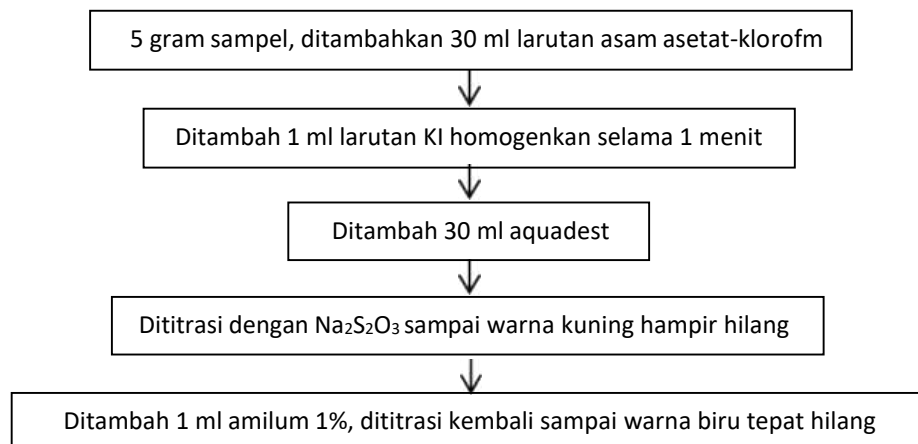 5 gram sampel, ditambahkan 30 ml larutan asam asetat-klorofm
Ditambah 1 ml larutan KI homogenkan selama 1 menit
Ditambah 30 ml aquadest
Dititrasi dengan Na₂S₂O₃ sampai warna kuning hampir hilang
Ditambah 1 ml amilum 1%, dititrasi kembali sampai warna biru tepat hilang